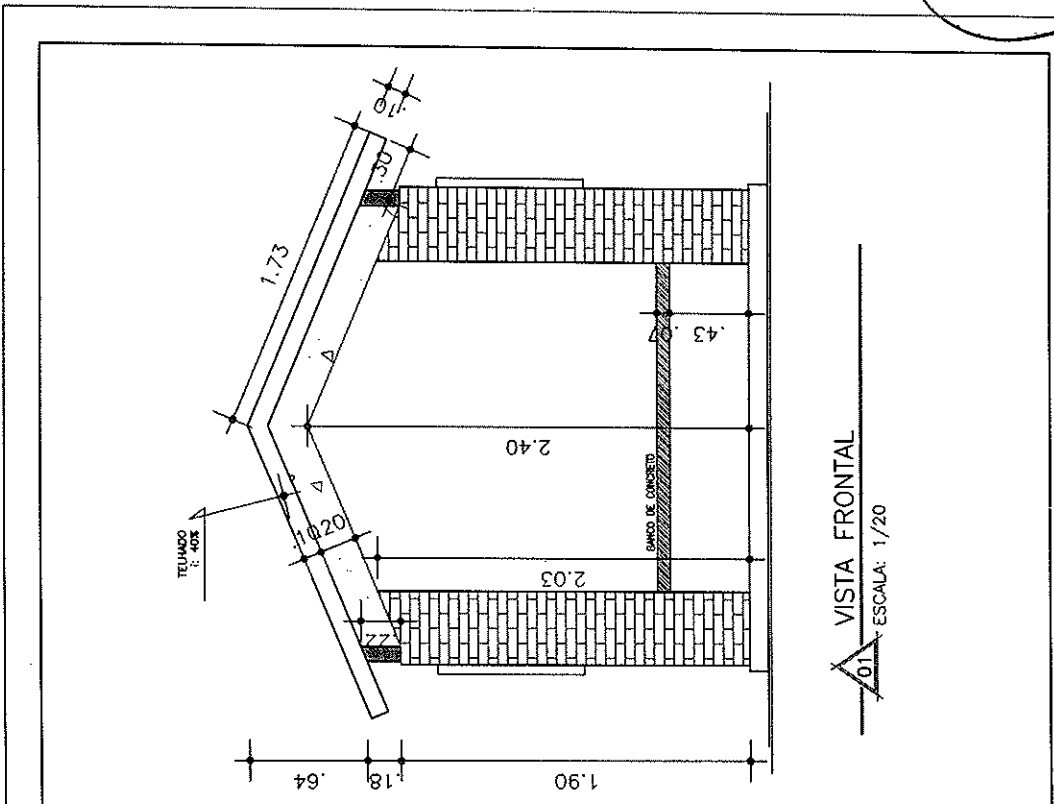 .10
.30
1.73
TELHADO
i: 40%
.10
.20
.22
2.40
2.03
.43
.07
BANCO DE CONCRETO
.64
.18
1.90
01
VISTA FRONTAL
ESCALA: 1/20